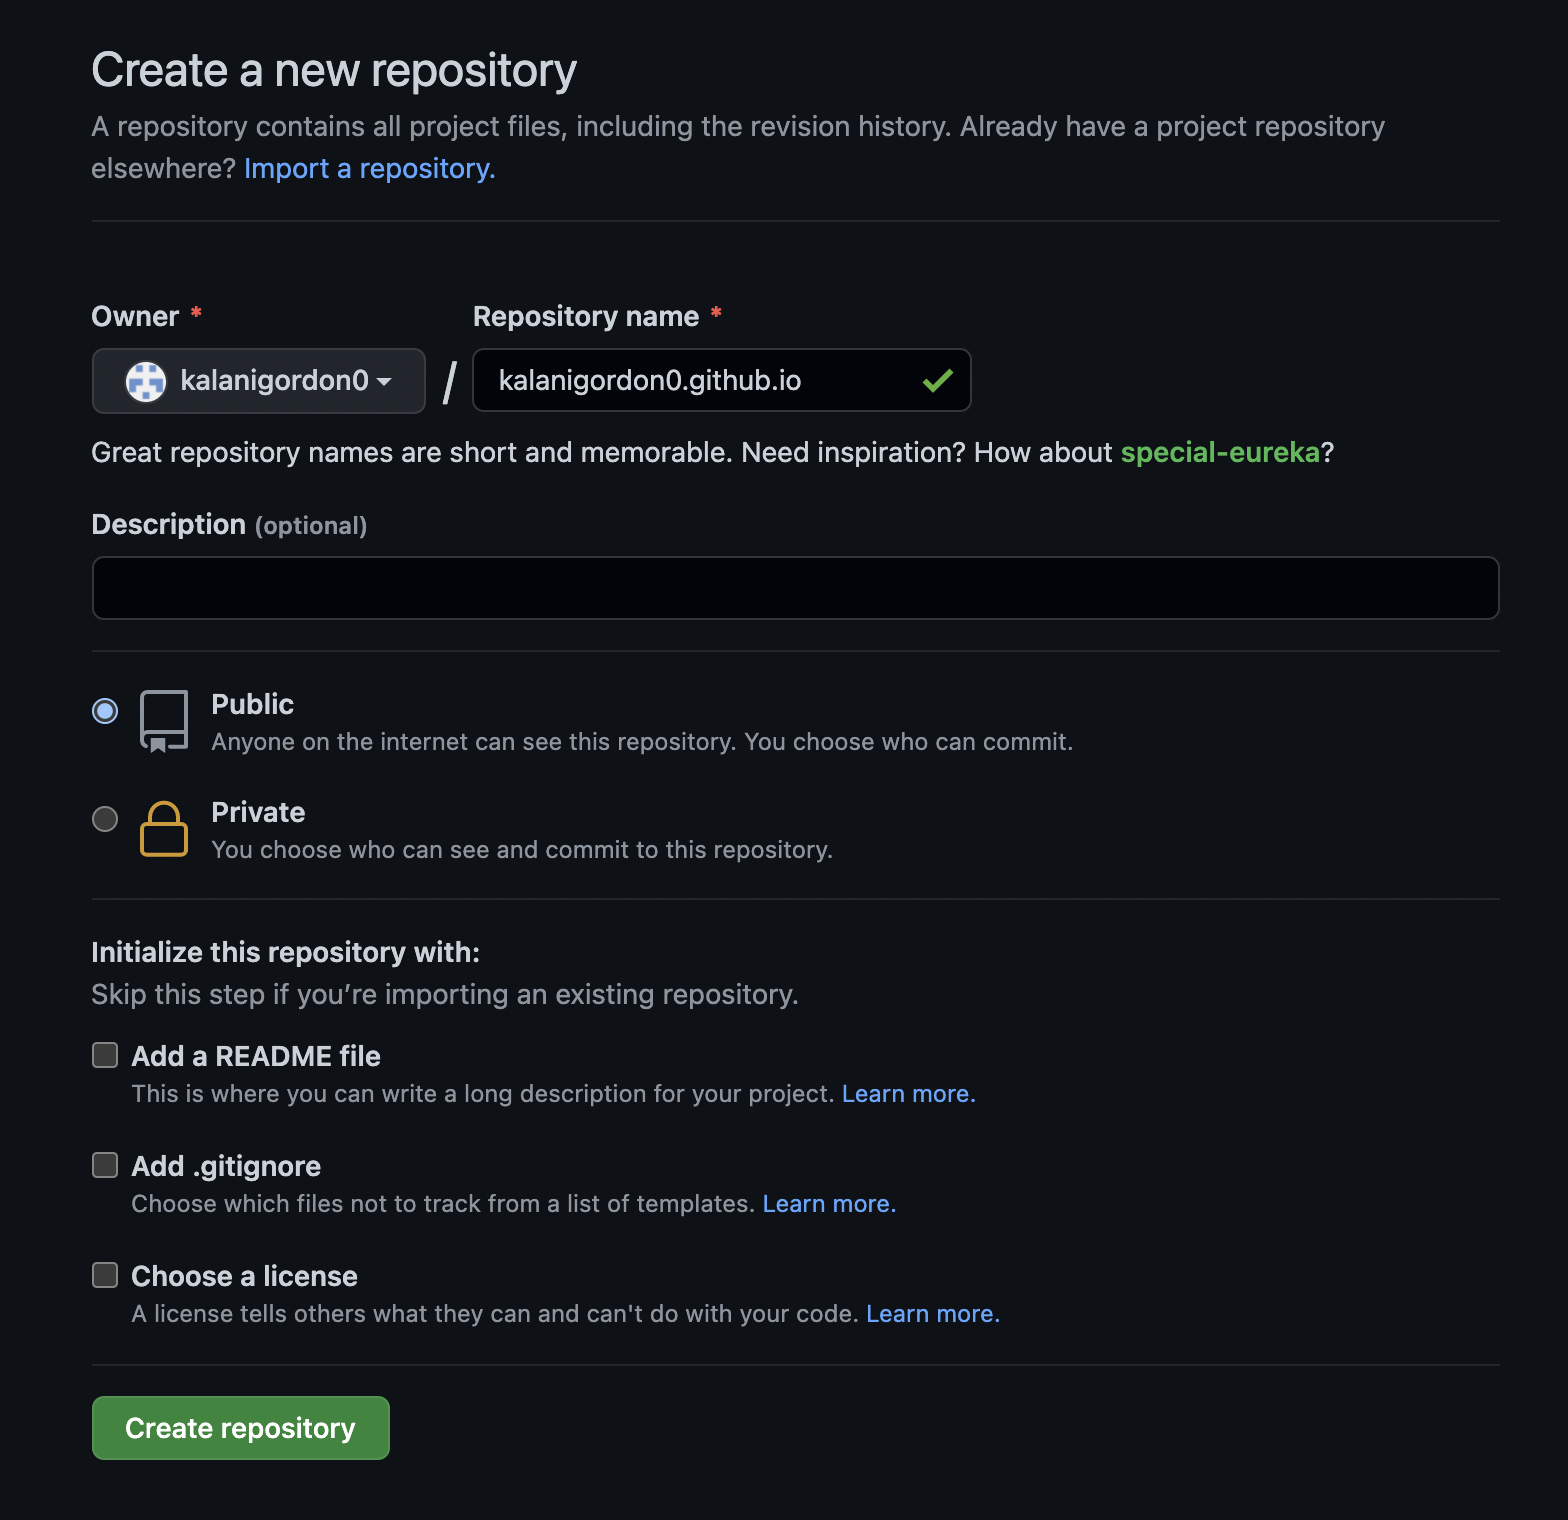 Create a new repository
A repository contains all project files, including the revision history. Already have a project repository
elsewhere? Import a repository.
Owner *
Repository name *
kalanigordon0 / kalanigordon0.github.io
Great repository names are short and memorable. Need inspiration? How about special-eureka?
Description (optional)
Public
Anyone on the internet can see this repository. You choose who can commit.
Private
You choose who can see and commit to this repository.
Initialize this repository with:
Skip this step if you’re importing an existing repository.
Add a README file
This is where you can write a long description for your project. Learn more.
Add .gitignore
Choose which files not to track from a list of templates. Learn more.
Choose a license
A license tells others what they can and can't do with your code. Learn more.
Create repository